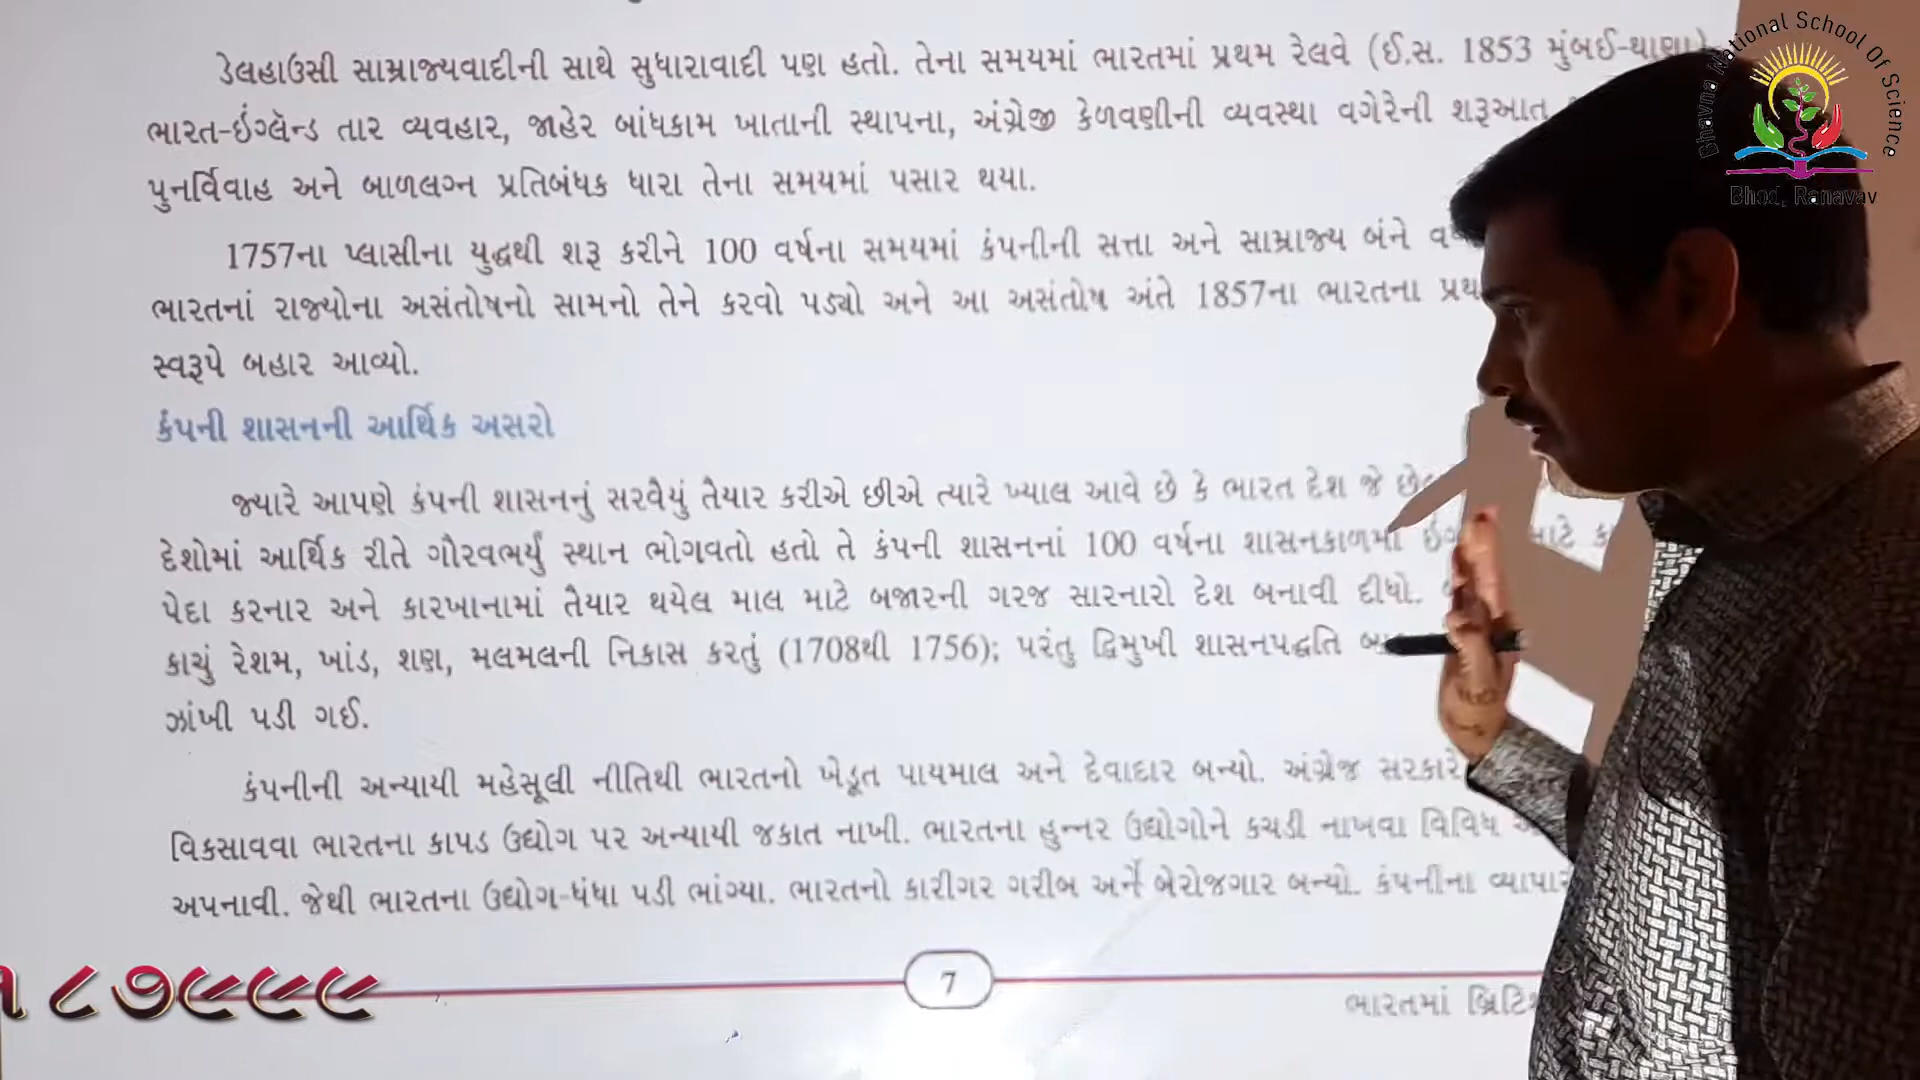 ડેલહાઉસી સામ્રાજ્યવાદીની સાથે સુધારાવાદી પણ હતો. તેના સમયમાં ભારતમાં પ્રથમ રેલવે (ઈ.સ. 1853 મુંબઈ-થાણા)
ભારત-ઇંગ્લૅન્ડ તાર વ્યવહાર, જાહેર બાંધકામ ખાતાની સ્થાપના, અંગ્રેજી કેળવણીની વ્યવસ્થા વગેરેની શરૂઆત
પુનર્વિવાહ અને બાળલગ્ન પ્રતિબંધક ધારા તેના સમયમાં પસાર થયા.
1757ના પ્લાસીના યુદ્ધથી શરૂ કરીને 100 વર્ષના સમયમાં કંપનીની સત્તા અને સામ્રાજ્ય બંને
ભારતનાં રાજ્યોના અસંતોષનો સામનો તેને કરવો પડ્યો અને આ અસંતોષ અંતે 1857ના ભારતના
સ્વરૂપે બહાર આવ્યો.
કંપની શાસનની આર્થિક અસરો
જ્યારે આપણે કંપની શાસનનું સરવૈયું તૈયાર કરીએ છીએ ત્યારે ખ્યાલ આવે છે કે ભારત દેશ જે
દેશોમાં આર્થિક રીતે ગૌરવભર્યું સ્થાન ભોગવતો હતો તે કંપની શાસનનાં 100 વર્ષના શાસનકાળમાં માટે
પેદા કરનાર અને કારખાનામાં તૈયાર થયેલ માલ માટે બજારની ગરજ સારનારો દેશ બનાવી દીધો.
કાચું રેશમ, ખાંડ, શણ, મલમલની નિકાસ કરતું (1708થી 1756); પરંતુ દ્વિમુખી શાસનપદ્ધતિ
ઝાંખી પડી ગઈ.
કંપનીની અન્યાયી મહેસૂલી નીતિથી ભારતનો ખેડૂત પાયમાલ અને દેવાદાર બન્યો. અંગ્રેજ સરકારે
વિકસાવવા ભારતના કાપડ ઉદ્યોગ પર અન્યાયી જકાત નાખી. ભારતના હુન્નર ઉદ્યોગોને કચડી નાખવા વિવિધ
અપનાવી. જેથી ભારતના ઉદ્યોગ-ધંધા પડી ભાંગ્યા. ભારતનો કારીગર ગરીબ અને બેરોજગાર બન્યો. કંપનીના
7
ભારતમાં
૮૭૯૯૯
Bhavna National School Of Science
Bhod, Ranavav